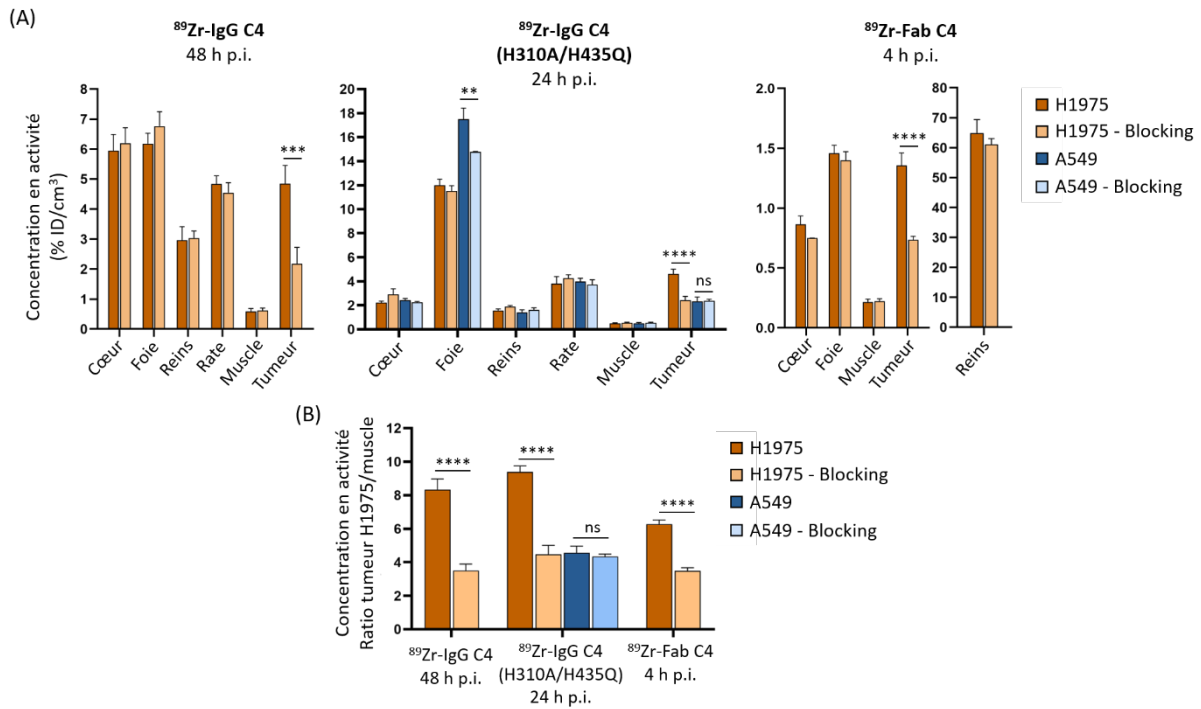 (A)
⁸⁹Zr-IgG C4
48 h p.i.
⁸⁹Zr-IgG C4
(H310A/H435Q)
24 h p.i.
⁸⁹Zr-Fab C4
4 h p.i.
Concentration en activité
(% ID/cm³)
8
7
6
5
4
3
2
1
0
***
Cœur
Foie
Reins
Rate
Muscle
Tumeur
20
18
16
14
12
10
8
6
4
2
0
**
****
ns
Cœur
Foie
Reins
Rate
Muscle
Tumeur
2.0
1.5
1.0
0.5
0.0
****
Cœur
Foie
Muscle
Tumeur
80
70
60
50
40
30
20
10
0
Reins
H1975
H1975 - Blocking
A549
A549 - Blocking
(B)
Concentration en activité
Ratio tumeur H1975/muscle
12
10
8
6
4
2
0
****
****
ns
****
⁸⁹Zr-IgG C4
48 h p.i.
⁸⁹Zr-IgG C4
(H310A/H435Q)
24 h p.i.
⁸⁹Zr-Fab C4
4 h p.i.
H1975
H1975 - Blocking
A549
A549 - Blocking